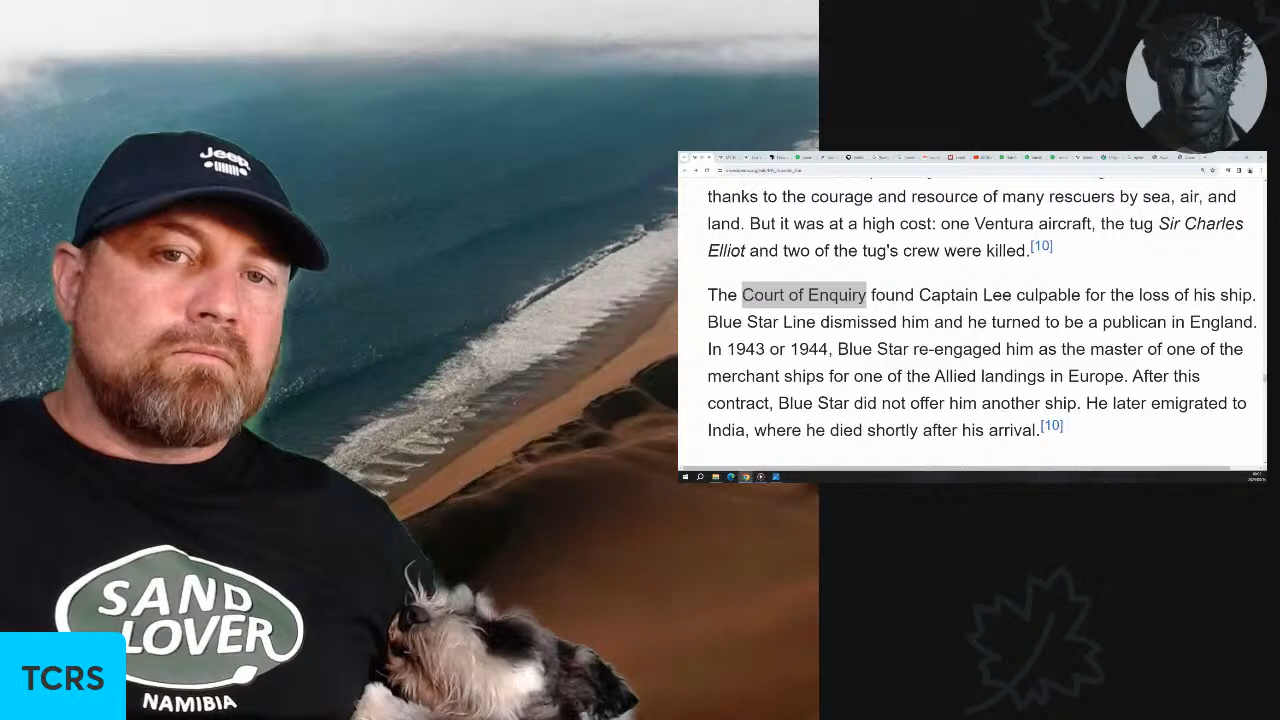 Jeep
SAND
LOVER
NAMIBIA
TCRS
thanks to the courage and resource of many rescuers by sea, air, and
land. But it was at a high cost: one Ventura aircraft, the tug Sir Charles
Elliot and two of the tug's crew were killed.[10]
The Court of Enquiry found Captain Lee culpable for the loss of his ship.
Blue Star Line dismissed him and he turned to be a publican in England.
In 1943 or 1944, Blue Star re-engaged him as the master of one of the
merchant ships for one of the Allied landings in Europe. After this
contract, Blue Star did not offer him another ship. He later emigrated to
India, where he died shortly after his arrival.[10]